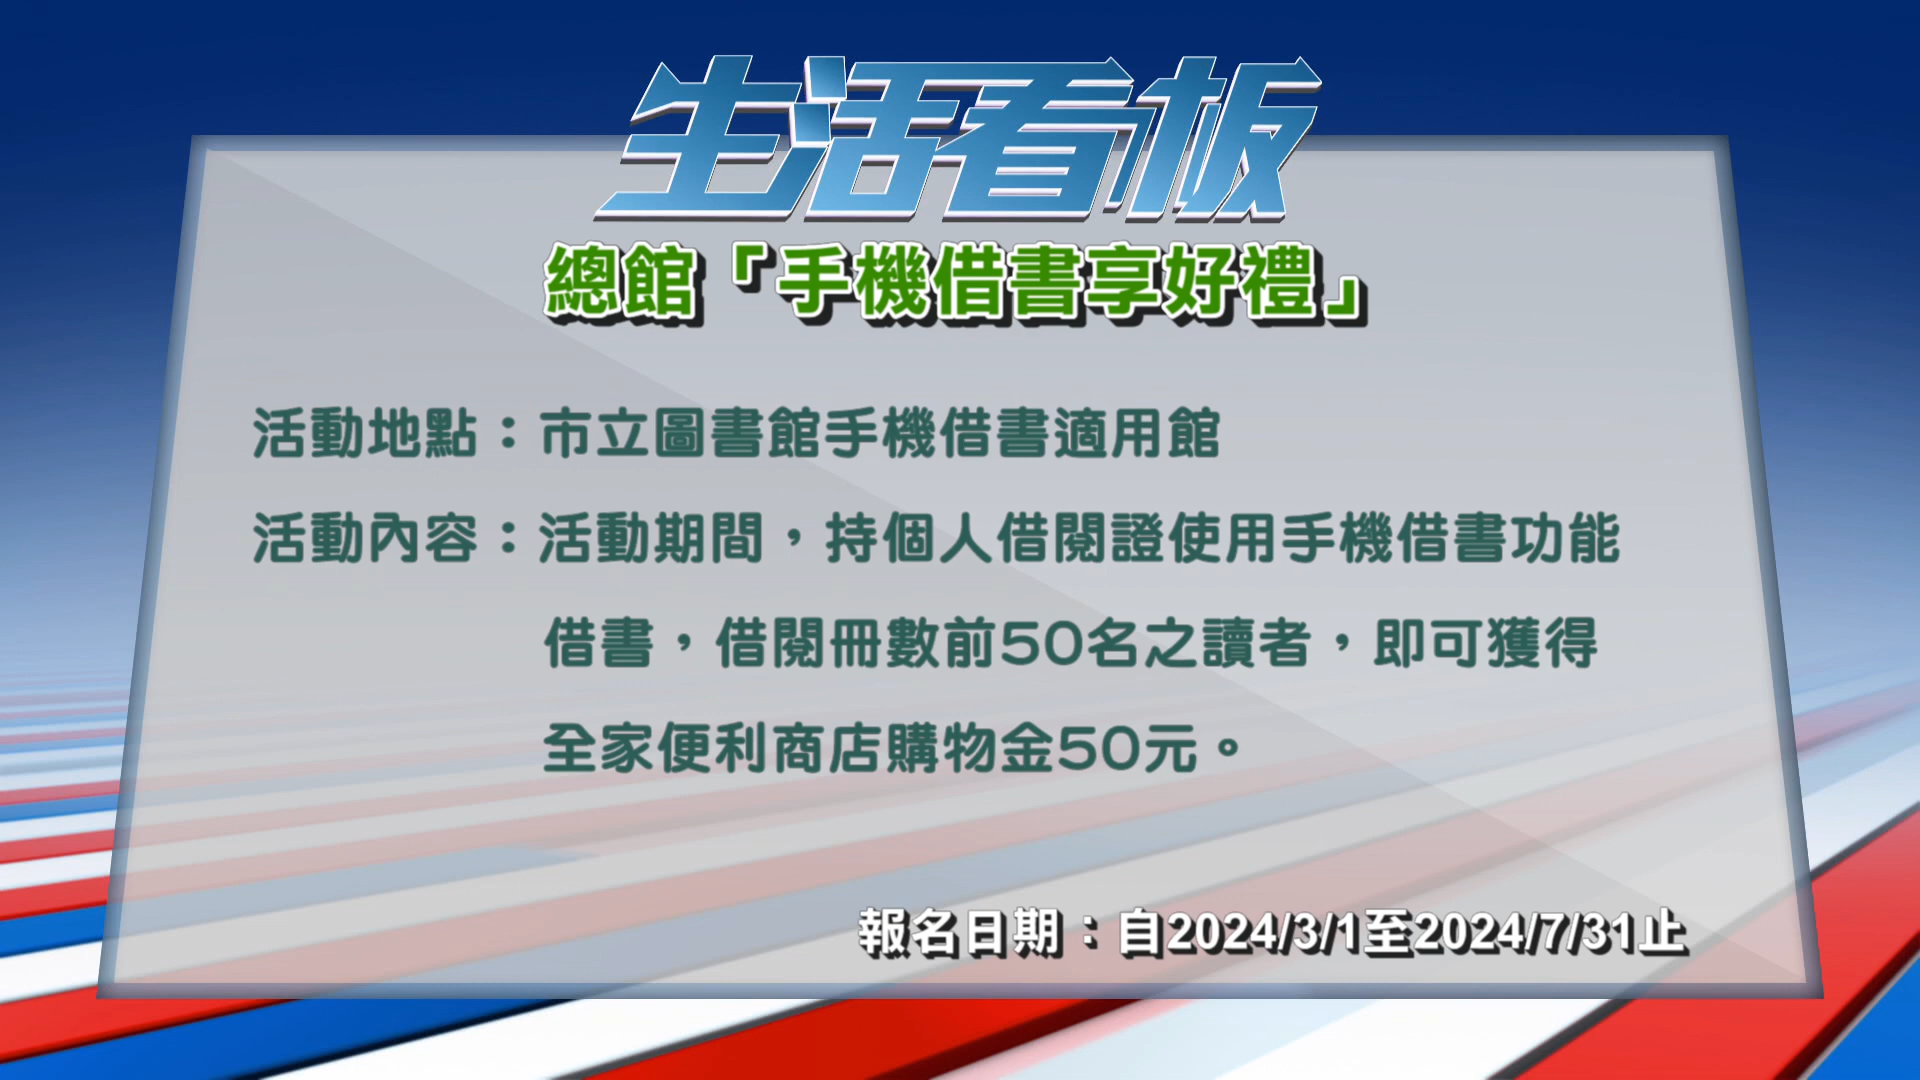 生活看板
總館「手機借書享好禮」
活動地點：市立圖書館手機借書適用館
活動內容：活動期間，持個人借閱證使用手機借書功能
借書，借閱冊數前50名之讀者，即可獲得
全家便利商店購物金50元。
報名日期：自2024/3/1至2024/7/31止